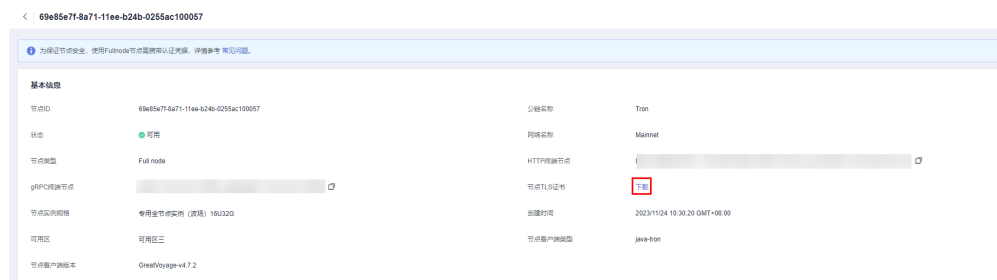 < 69e85e7f-8a71-11ee-b24b-0255ac100057
为保证节点安全，使用Fullnode节点需携带认证凭据，详情参考 常见问题。
基本信息
节点ID 69e85e7f-8a71-11ee-b24b-0255ac100057 公链名称 Tron
状态 可用 网络名称 Mainnet
节点类型 Full node HTTP终端节点
gRPC终端节点 节点TLS证书 下载
节点实例规格 专用全节点实例（波场）16U32G 创建时间 2023/11/24 10:30:20 GMT+08:00
可用区 可用区三 节点客户端类型 java-tron
节点客户端版本 GreatVoyage-v4.7.2